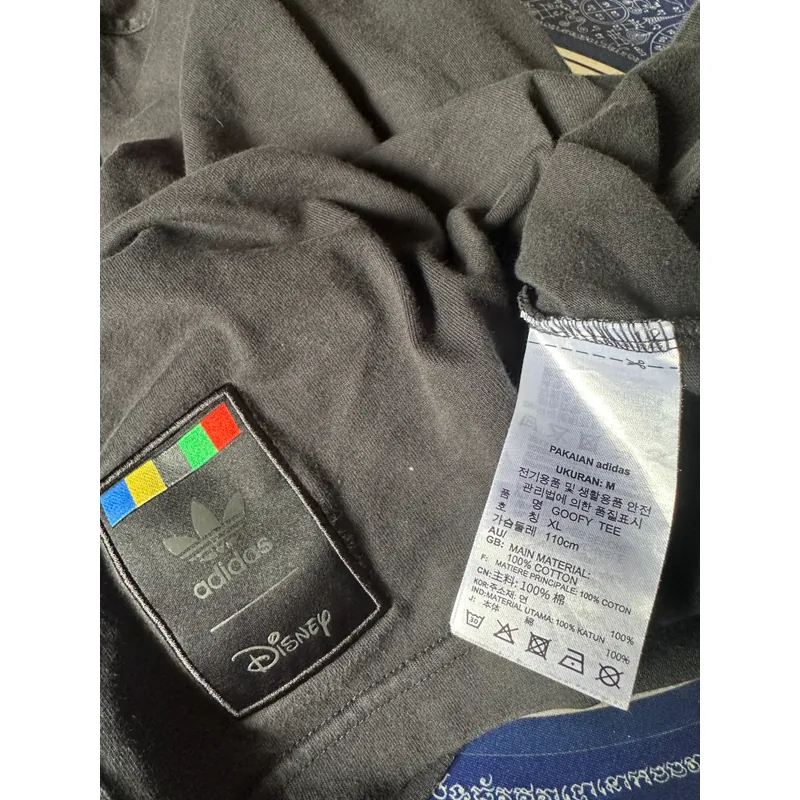 adidas
Disney
PAKAIAN adidas
UKURAN: M
전기용품 및 생활용품 안전
관리법에 의한 품질표시
품 명 GOOFY TEE
호 칭 XL
가슴둘레 110cm
AU/
GB: MAIN MATERIAL:
100% COTTON
F: MATIERE PRINCIPALE: 100% COTON
CN:主料: 100% 棉
KOR:주소재: 면 100%
IND:MATERIAL UTAMA: 100% KATUN
J: 本体 綿 100%
30